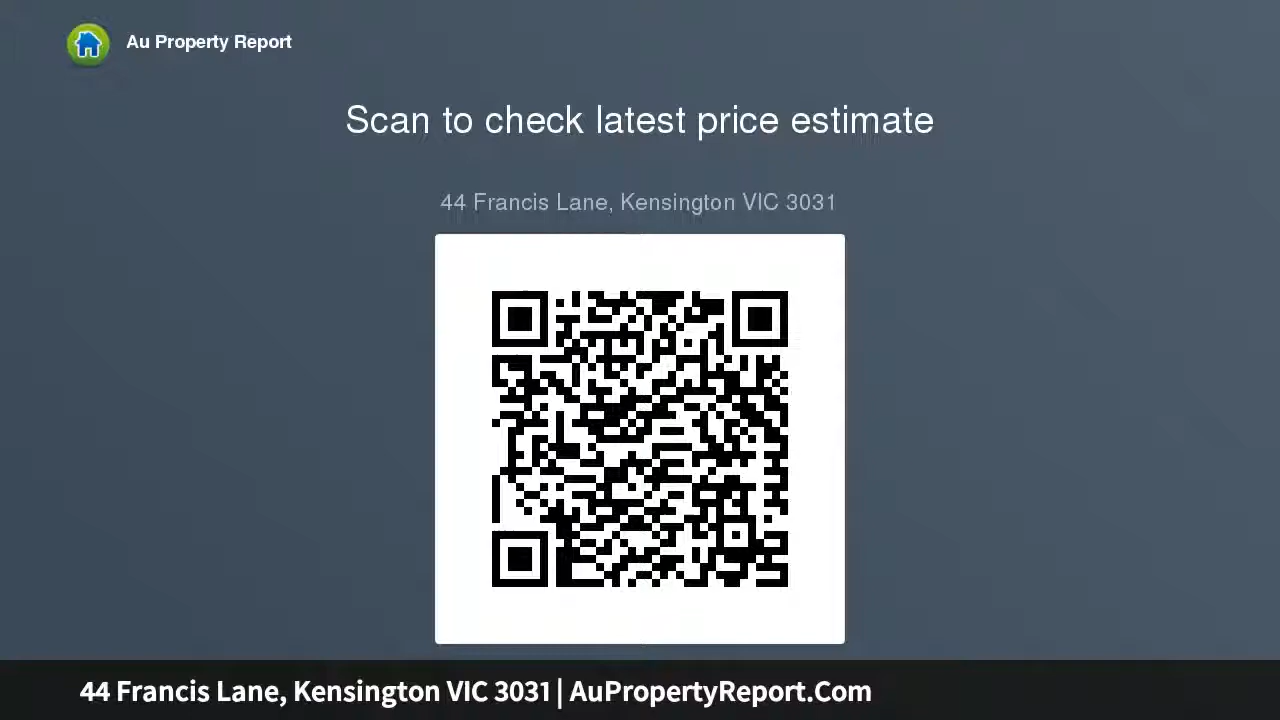 Au Property Report
Scan to check latest price estimate
44 Francis Lane, Kensington VIC 3031
44 Francis Lane, Kensington VIC 3031 | AuPropertyReport.Com